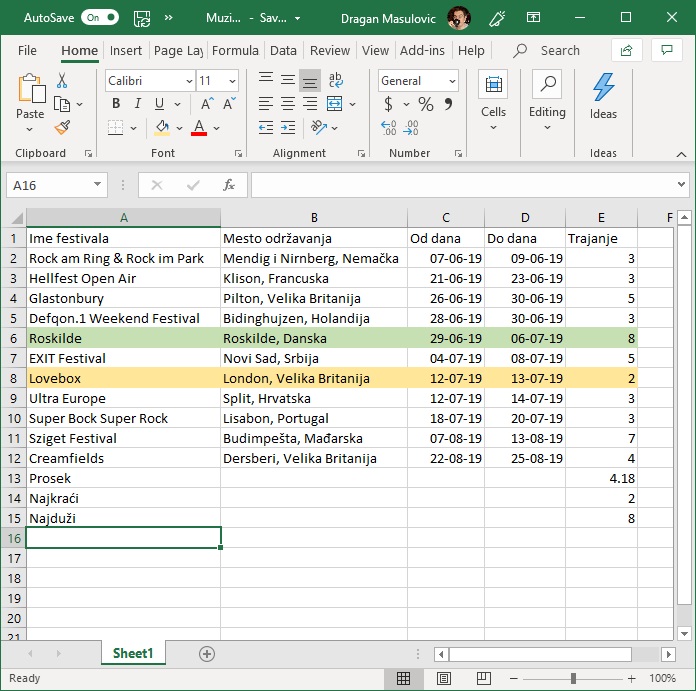 AutoSave On » Muzi... - Sav... Dragan Masulovic
File Home Insert Page Lay Formula Data Review View Add-ins Help Search
Calibri 11 General
Paste B I U A A ab c $ % 9 Cells Editing Ideas
A .00 .00
Clipboard Font Alignment Number Ideas
A16 fx
A B C D E F
1 Ime festivala Mesto održavanja Od dana Do dana Trajanje
2 Rock am Ring & Rock im Park Mendig i Nirnberg, Nemačka 07-06-19 09-06-19 3
3 Hellfest Open Air Klison, Francuska 21-06-19 23-06-19 3
4 Glastonbury Pilton, Velika Britanija 26-06-19 30-06-19 5
5 Defqon.1 Weekend Festival Bidinghujzen, Holandija 28-06-19 30-06-19 3
6 Roskilde Roskilde, Danska 29-06-19 06-07-19 8
7 EXIT Festival Novi Sad, Srbija 04-07-19 08-07-19 5
8 Lovebox London, Velika Britanija 12-07-19 13-07-19 2
9 Ultra Europe Split, Hrvatska 12-07-19 14-07-19 3
10 Super Bock Super Rock Lisabon, Portugal 18-07-19 20-07-19 3
11 Sziget Festival Budimpešta, Mađarska 07-08-19 13-08-19 7
12 Creamfields Dersberi, Velika Britanija 22-08-19 25-08-19 4
13 Prosek 4.18
14 Najkraći 2
15 Najduži 8
16
17
18
19
20
21
Sheet1
Ready 100%